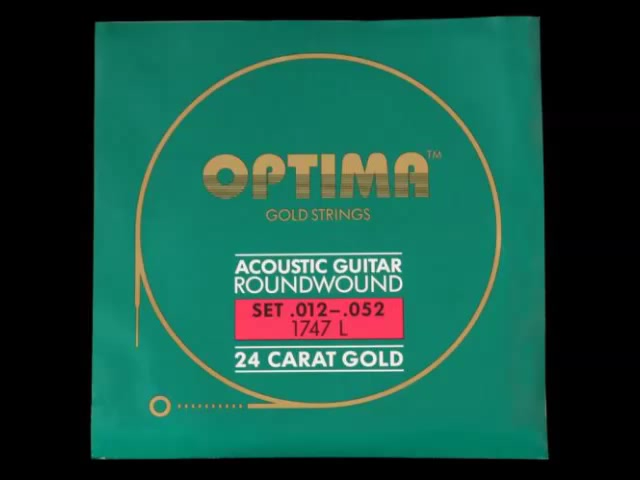 OPTIMA™
GOLD STRINGS
ACOUSTIC GUITAR
ROUNDWOUND
SET .012–.052
1747 L
24 CARAT GOLD